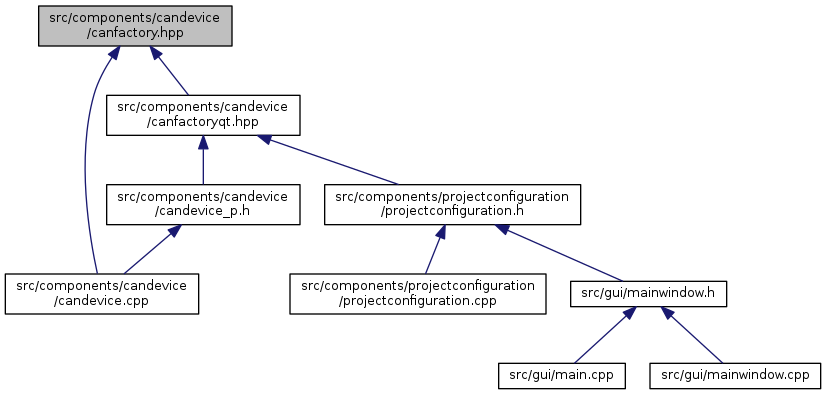 src/components/candevice
/canfactory.hpp
src/components/candevice
/canfactoryqt.hpp
src/components/candevice
/candevice_p.h
src/components/projectconfiguration
/projectconfiguration.h
src/components/candevice
/candevice.cpp
src/components/projectconfiguration
/projectconfiguration.cpp
src/gui/mainwindow.h
src/gui/main.cpp
src/gui/mainwindow.cpp